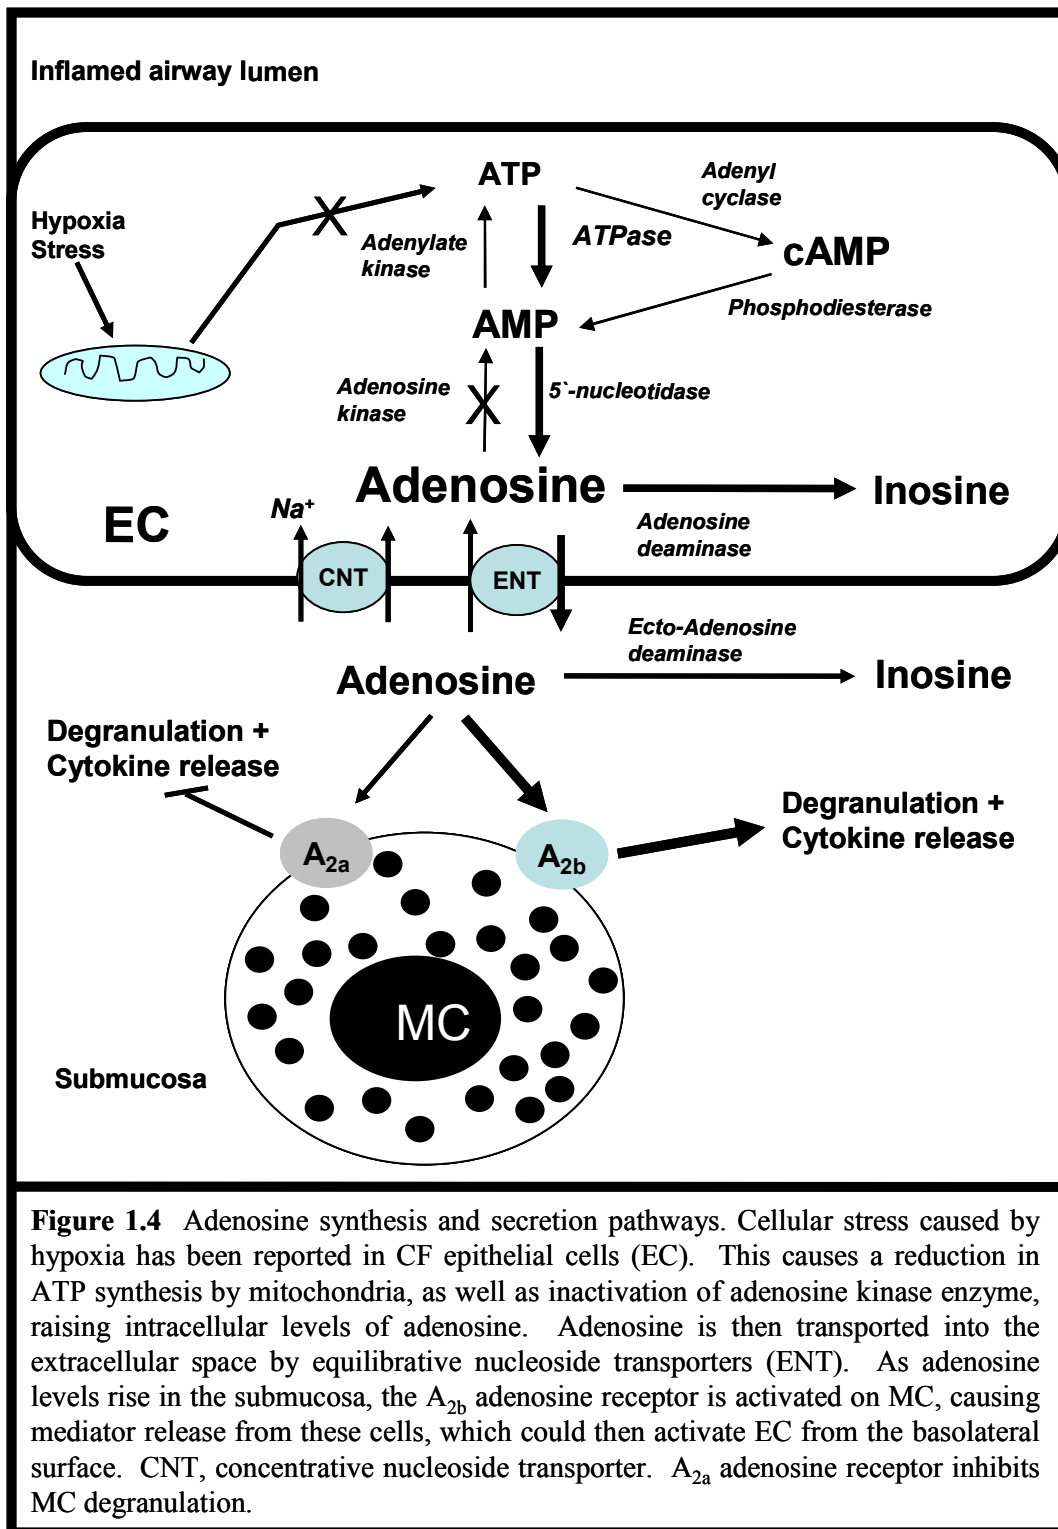 Inflamed airway lumen
ATP
Adenyl
cyclase
Hypoxia
Stress
X
Adenylate
kinase
ATPase
cAMP
Phosphodiesterase
AMP
Adenosine
kinase
X
5`-nucleotidase
Adenosine
Inosine
Na⁺
EC
Adenosine
deaminase
CNT
ENT
Ecto-Adenosine
deaminase
Adenosine
Inosine
Degranulation +
Cytokine release
Degranulation +
Cytokine release
A2a
A2b
MC
Submucosa
Figure 1.4 Adenosine synthesis and secretion pathways. Cellular stress caused by
hypoxia has been reported in CF epithelial cells (EC). This causes a reduction in
ATP synthesis by mitochondria, as well as inactivation of adenosine kinase enzyme,
raising intracellular levels of adenosine. Adenosine is then transported into the
extracellular space by equilibrative nucleoside transporters (ENT). As adenosine
levels rise in the submucosa, the A2b adenosine receptor is activated on MC, causing
mediator release from these cells, which could then activate EC from the basolateral
surface. CNT, concentrative nucleoside transporter. A2a adenosine receptor inhibits
MC degranulation.